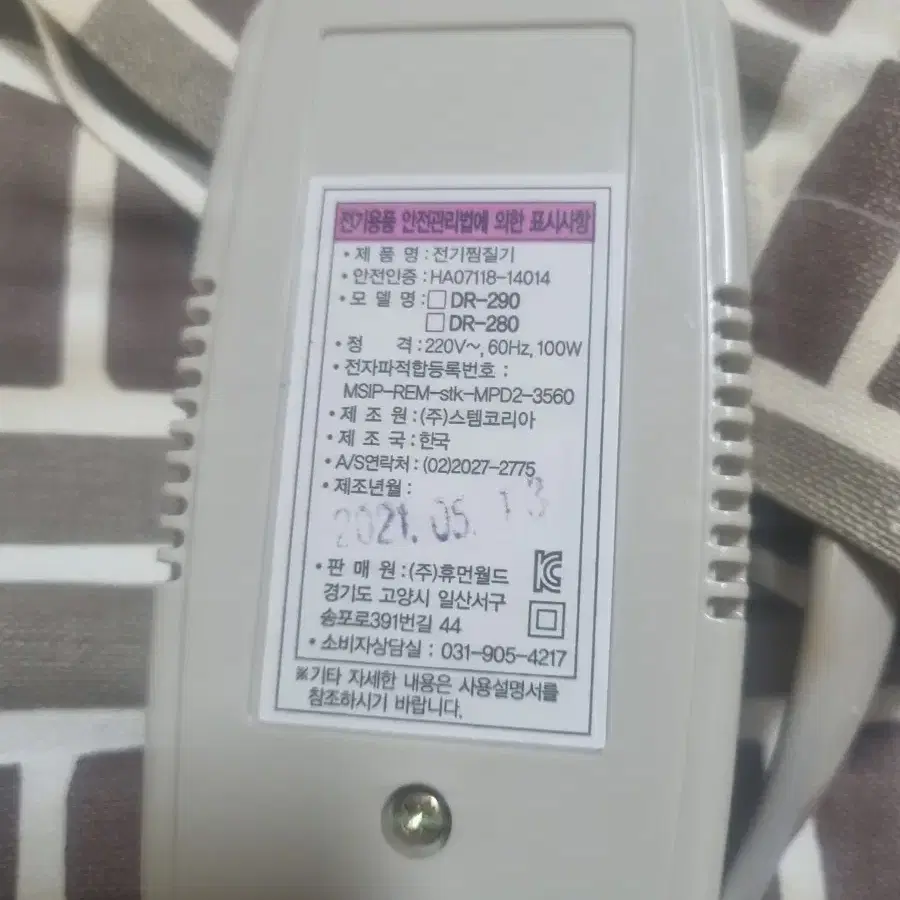 전기용품 안전관리법에 의한 표시사항
• 제 품 명 : 전기찜질기
• 안전인증 : HA07118-14014
• 모 델 명 : □ DR-290
□ DR-280
• 정 격 : 220V~, 60Hz, 100W
• 전자파적합등록번호 :
MSIP-REM-stk-MPD2-3560
• 제 조 원 : (주)스템코리아
• 제 조 국 : 한국
• A/S연락처 : (02)2027-2775
• 제조년월 :
2021. 05. 13
• 판 매 원 : (주)휴먼월드
경기도 고양시 일산서구
송포로391번길 44
• 소비자상담실 : 031-905-4217
※기타 자세한 내용은 사용설명서를
참조하시기 바랍니다.